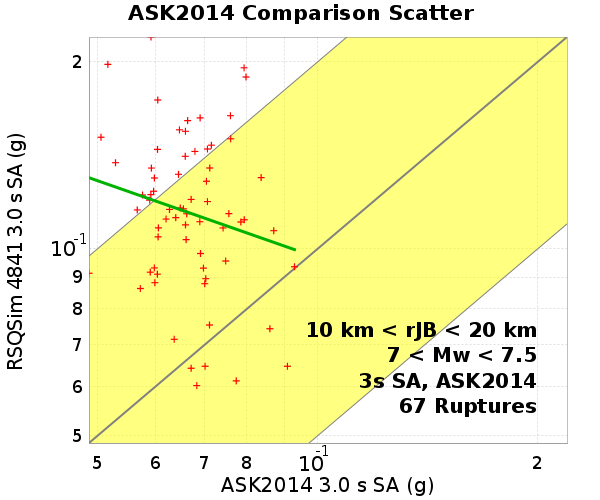 ASK2014 Comparison Scatter
RSQSim 4841 3.0 s SA (g)
2
10⁻¹
9
8
7
6
5
10 km < rJB < 20 km
7 < Mw < 7.5
3s SA, ASK2014
67 Ruptures
5 6 7 8 10⁻¹ 2
ASK2014 3.0 s SA (g)